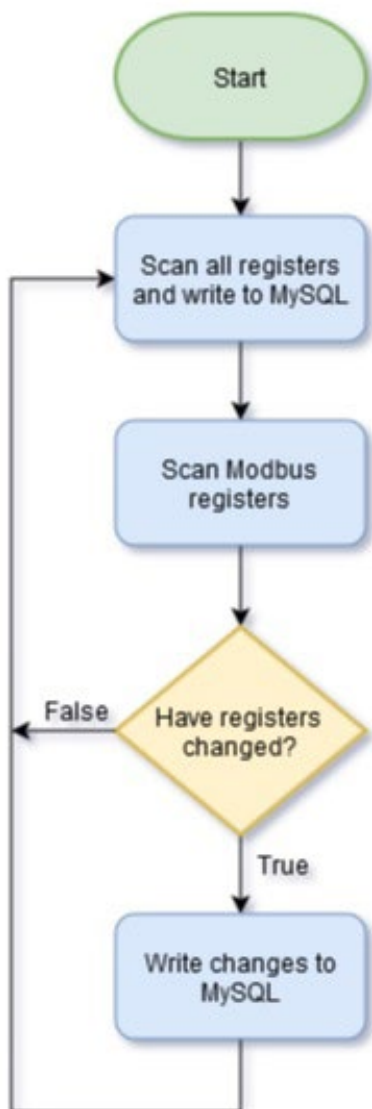 Start
Scan all registers
and write to MySQL
Scan Modbus
registers
Have registers
changed?
False
True
Write changes to
MySQL